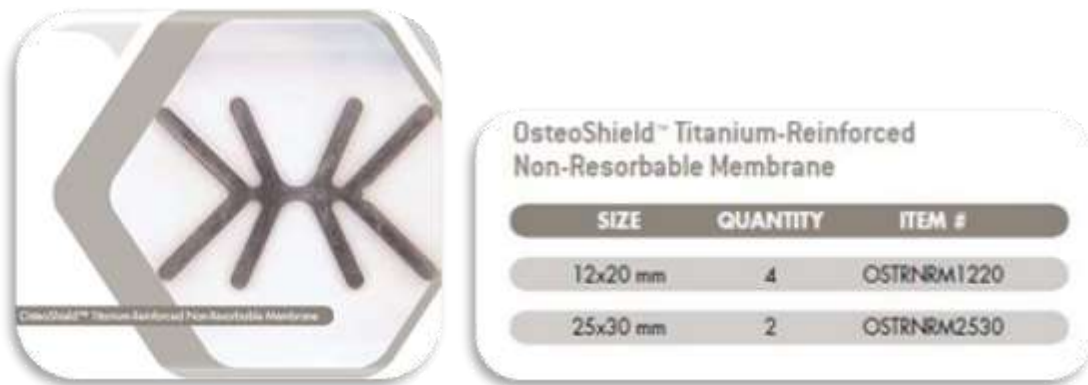 OsteoShield™ Titanium-Reinforced Non-Resorbable Membrane
OsteoShield™ Titanium-Reinforced
Non-Resorbable Membrane
SIZE QUANTITY ITEM #
12x20 mm 4 OSTRNRM1220
25x30 mm 2 OSTRNRM2530